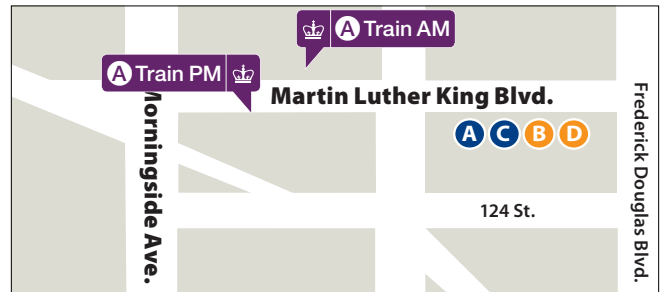 A Train AM
A Train PM
Martin Luther King Blvd.
A C B D
Morningside Ave.
124 St.
Frederick Douglas Blvd.